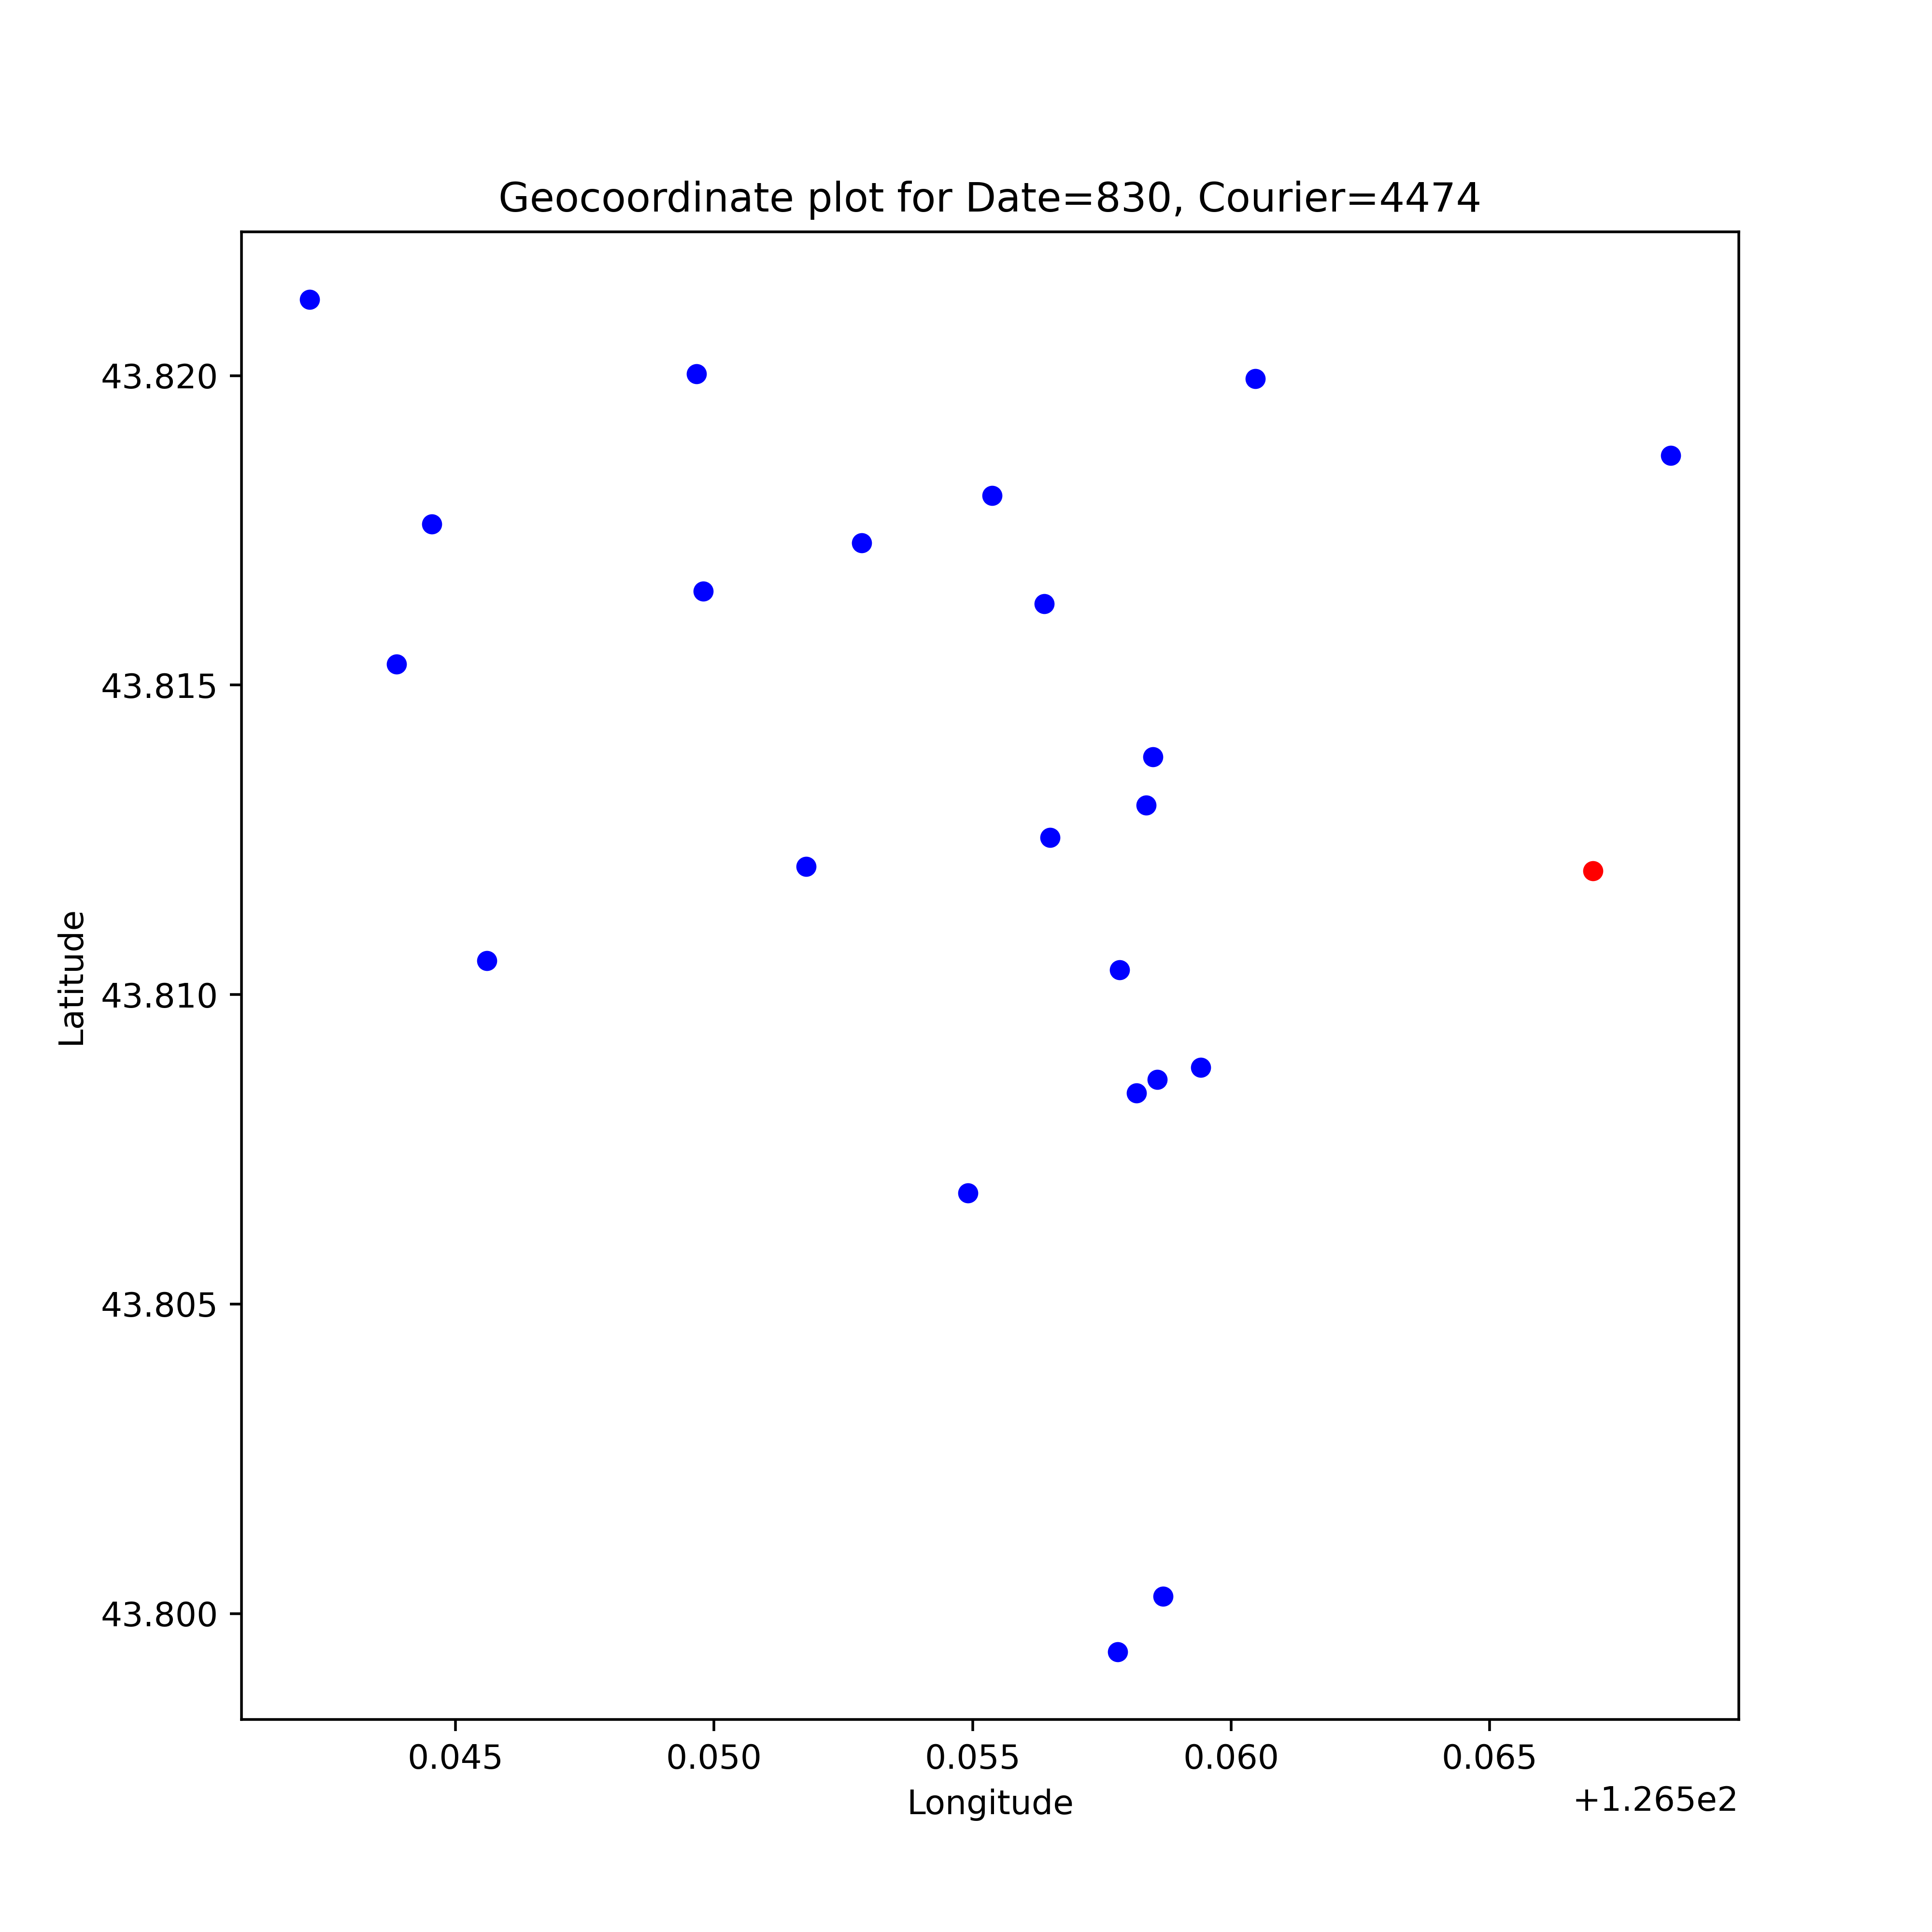 Geocoordinate plot for Date=830, Courier=4474
43.820
43.815
43.810
43.805
43.800
Latitude
0.045 0.050 0.055 0.060 0.065
Longitude
+1.265e2